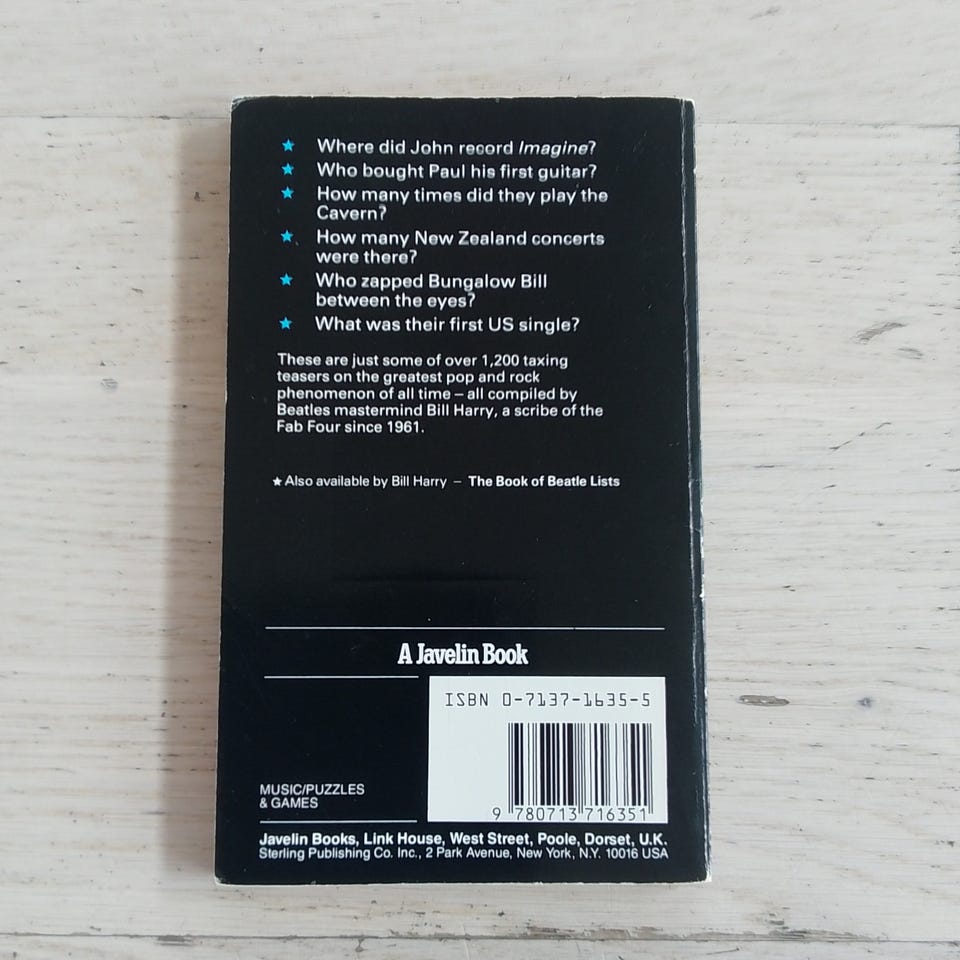 ★ Where did John record Imagine?
★ Who bought Paul his first guitar?
★ How many times did they play the
Cavern?
★ How many New Zealand concerts
were there?
★ Who zapped Bungalow Bill
between the eyes?
★ What was their first US single?
These are just some of over 1,200 taxing
teasers on the greatest pop and rock
phenomenon of all time – all compiled by
Beatles mastermind Bill Harry, a scribe of the
Fab Four since 1961.
★ Also available by Bill Harry – The Book of Beatle Lists
A Javelin Book
ISBN 0-7137-1635-5
9 780713 716351
MUSIC/PUZZLES
& GAMES
Javelin Books, Link House, West Street, Poole, Dorset, U.K.
Sterling Publishing Co. Inc., 2 Park Avenue, New York, N.Y. 10016 USA